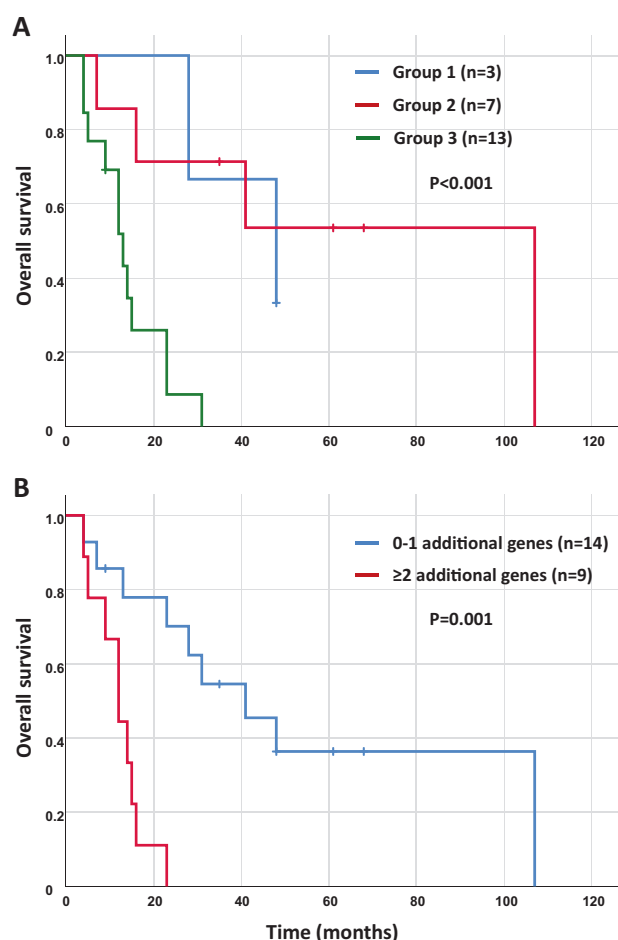 A
1.0
0.8
0.6
0.4
0.2
0
Overall survival
Group 1 (n=3)
Group 2 (n=7)
Group 3 (n=13)
P<0.001
0 20 40 60 80 100 120
B
1.0
0.8
0.6
0.4
0.2
0
Overall survival
0-1 additional genes (n=14)
≥2 additional genes (n=9)
P=0.001
0 20 40 60 80 100 120
Time (months)